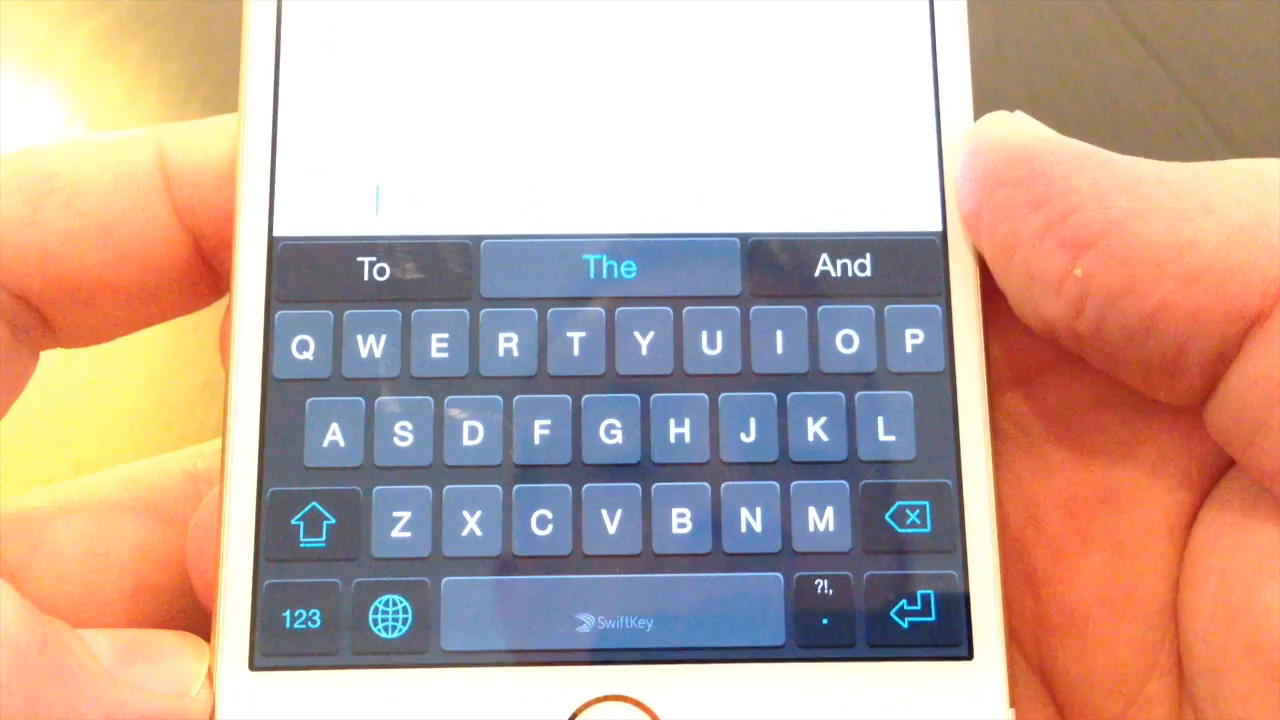 To The And
Q W E R T Y U I O P
A S D F G H J K L
Z X C V B N M
?!,
123 SwiftKey .